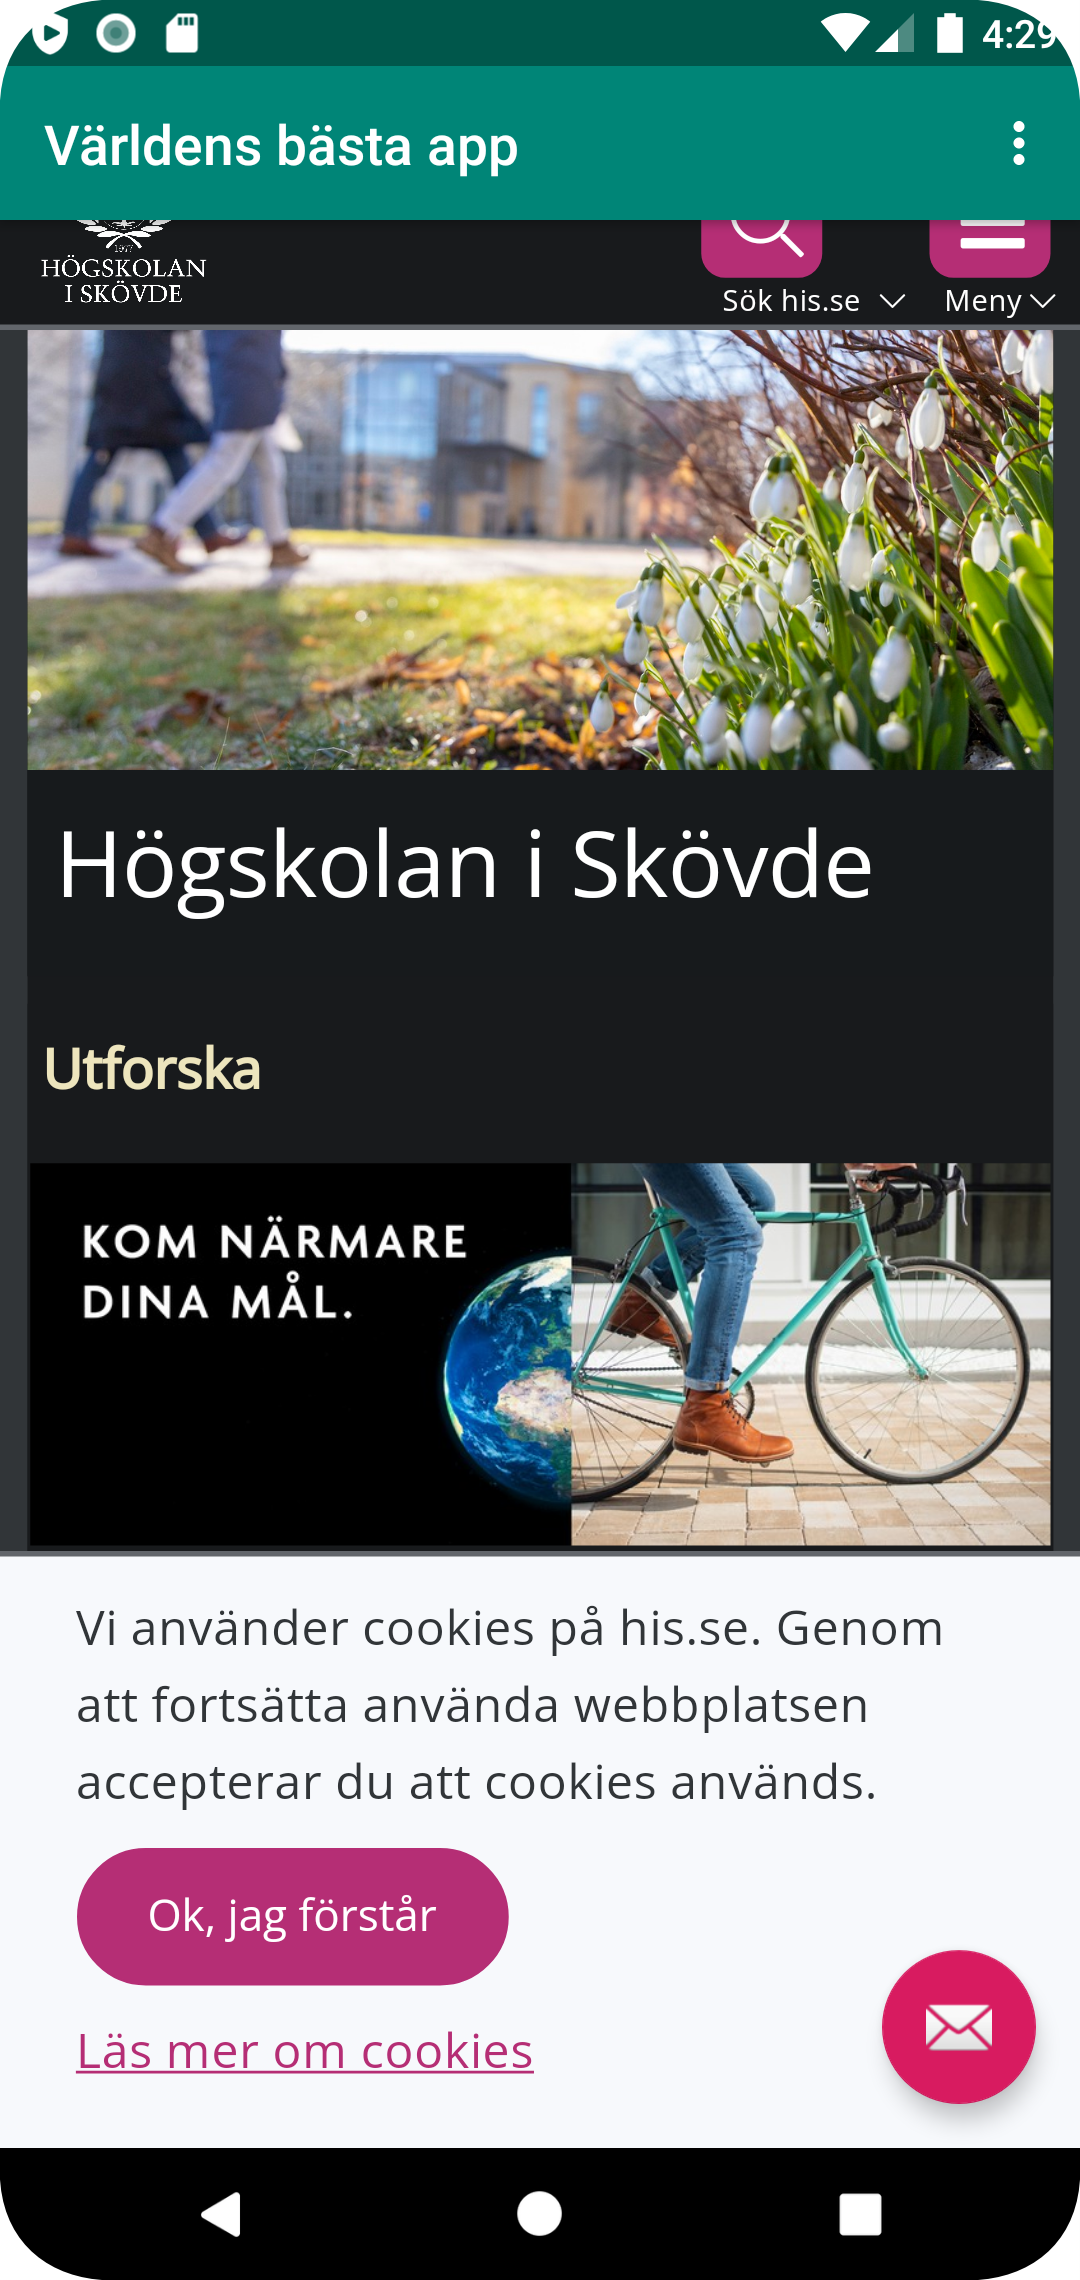 4:29
Världens bästa app
1977
HÖGSKOLAN
I SKÖVDE
Sök his.se
Meny
Högskolan i Skövde
Utforska
KOM NÄRMARE
DINA MÅL.
Vi använder cookies på his.se. Genom
att fortsätta använda webbplatsen
accepterar du att cookies används.
Ok, jag förstår
Läs mer om cookies